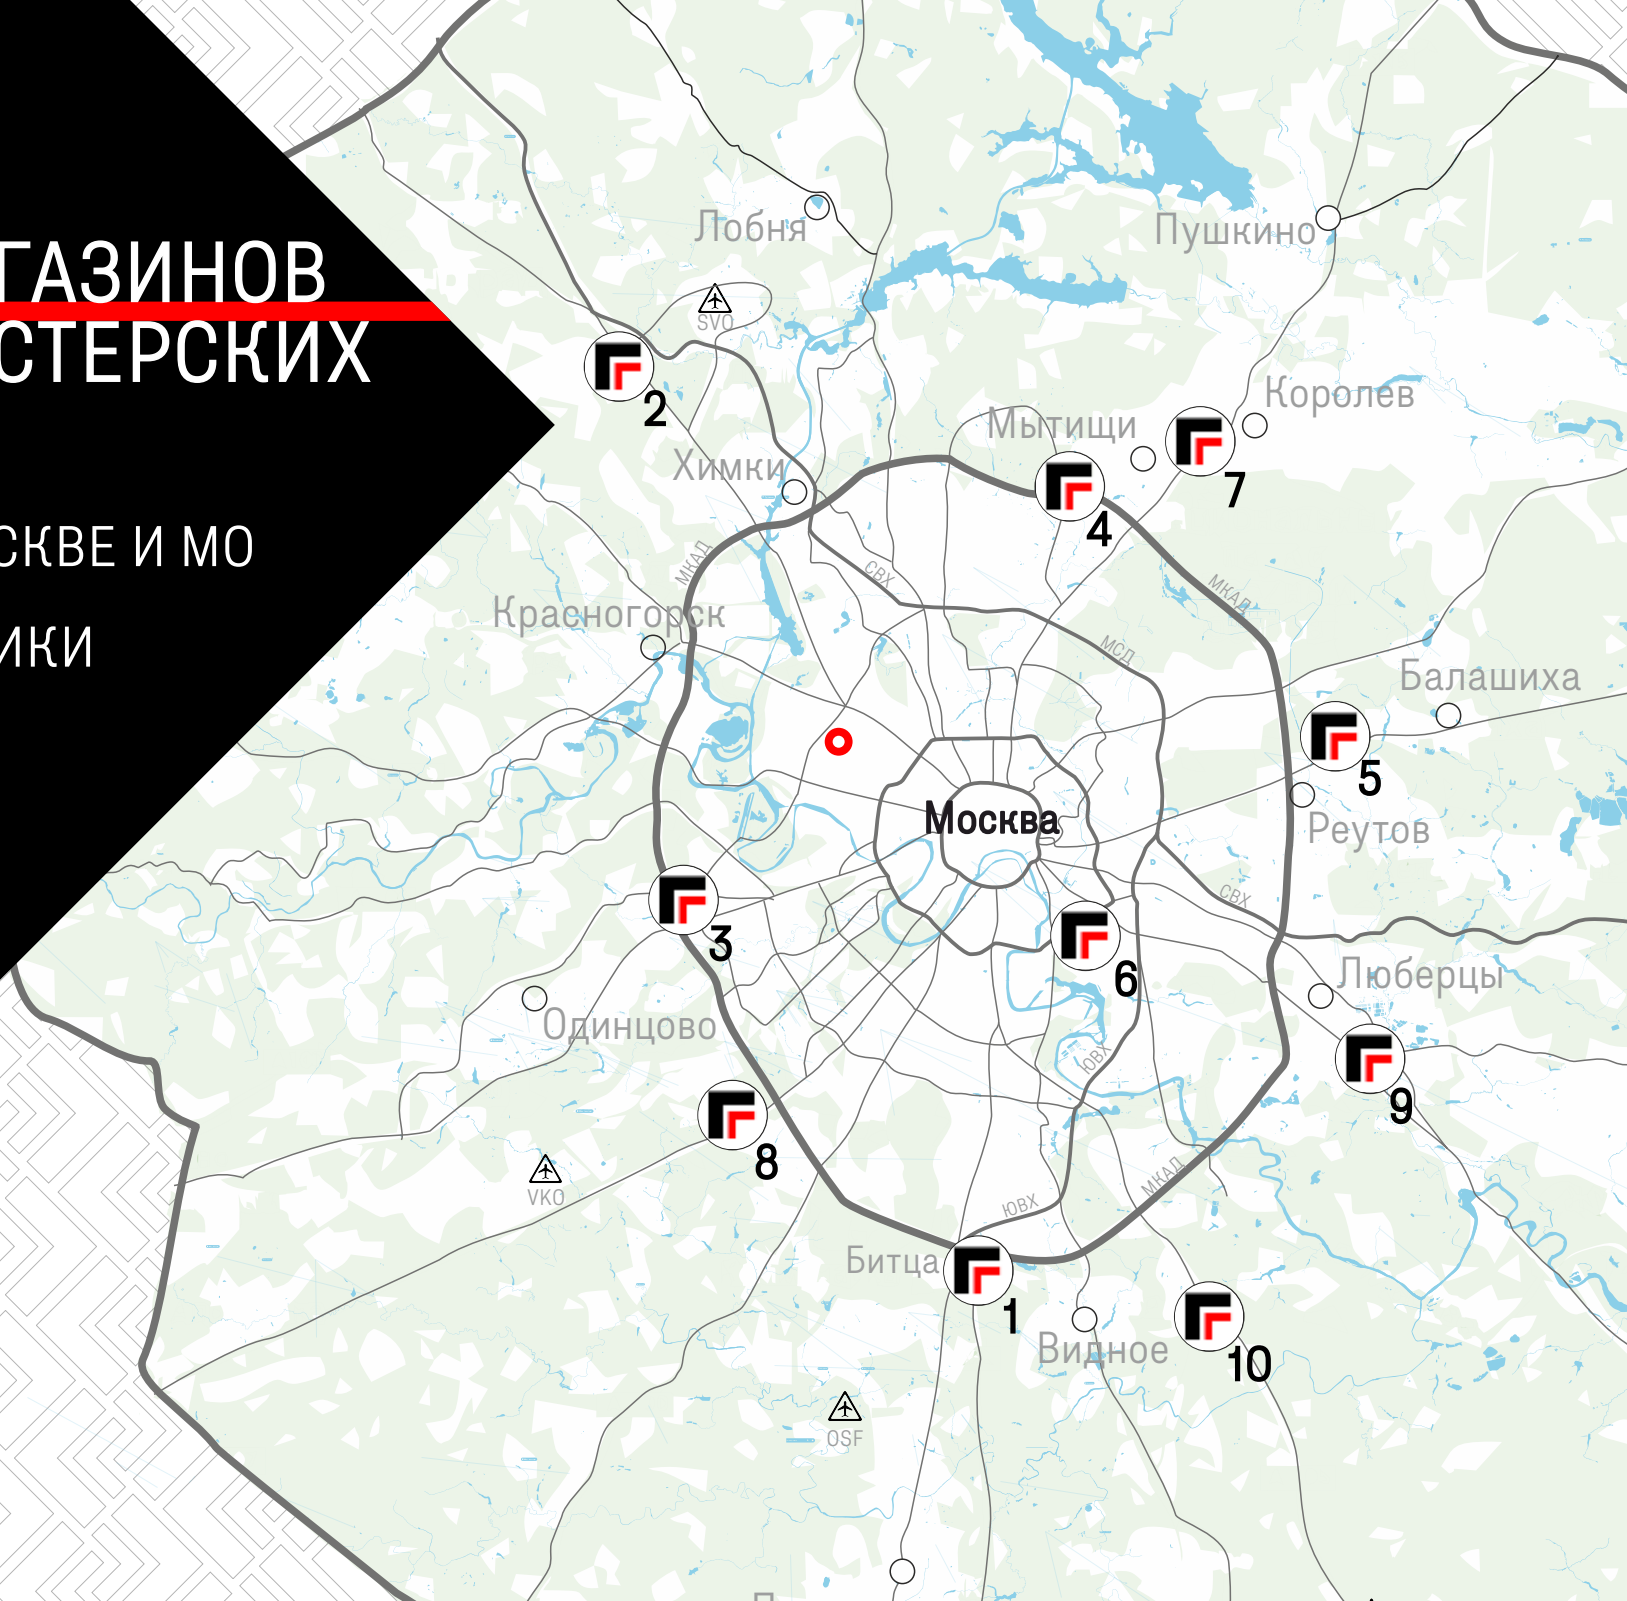 ГАЗИНОВ
СТЕРСКИХ
СКВЕ И МО
ИКИ
Лобня
Пушкино
SVO
2
Королев
Мытищи
7
Химки
4
МКАД
СВХ
МКАД
Красногорск
МСД
Балашиха
5
Москва
Реутов
СВХ
3
6
Люберцы
Одинцово
ЮВХ
9
8
VKO
МКАД
ЮВХ
Битца
1
Видное
10
OSF